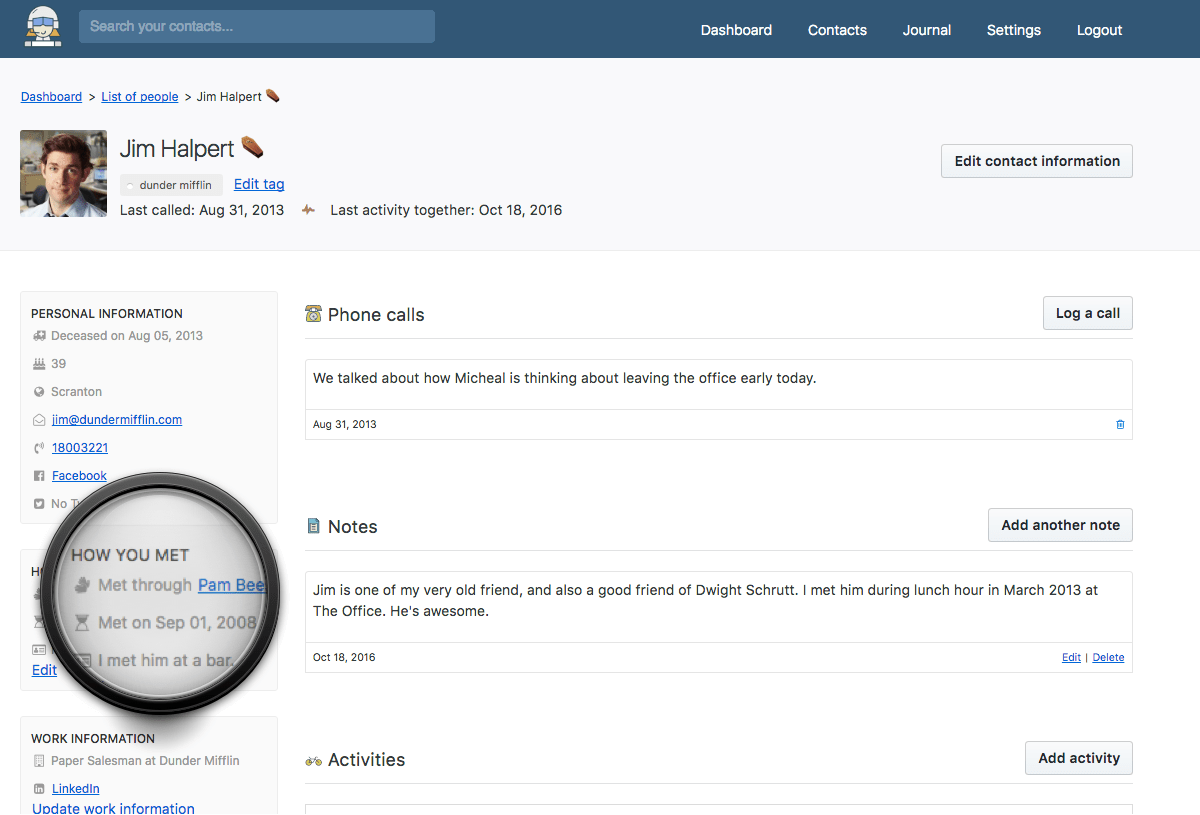 Search your contacts...
Dashboard Contacts Journal Settings Logout
Dashboard > List of people > Jim Halpert
Jim Halpert
Edit contact information
dunder mifflin Edit tag
Last called: Aug 31, 2013 Last activity together: Oct 18, 2016
PERSONAL INFORMATION
Deceased on Aug 05, 2013
39
Scranton
jim@dundermifflin.com
18003221
Facebook
No
HOW YOU MET
Met through Pam Bee
Met on Sep 01, 2008
I met him at a bar.
Edit
WORK INFORMATION
Paper Salesman at Dunder Mifflin
LinkedIn
Update work information
Phone calls
Log a call
We talked about how Micheal is thinking about leaving the office early today.
Aug 31, 2013
Notes
Add another note
Jim is one of my very old friend, and also a good friend of Dwight Schrutt. I met him during lunch hour in March 2013 at
The Office. He's awesome.
Oct 18, 2016 Edit | Delete
Activities
Add activity